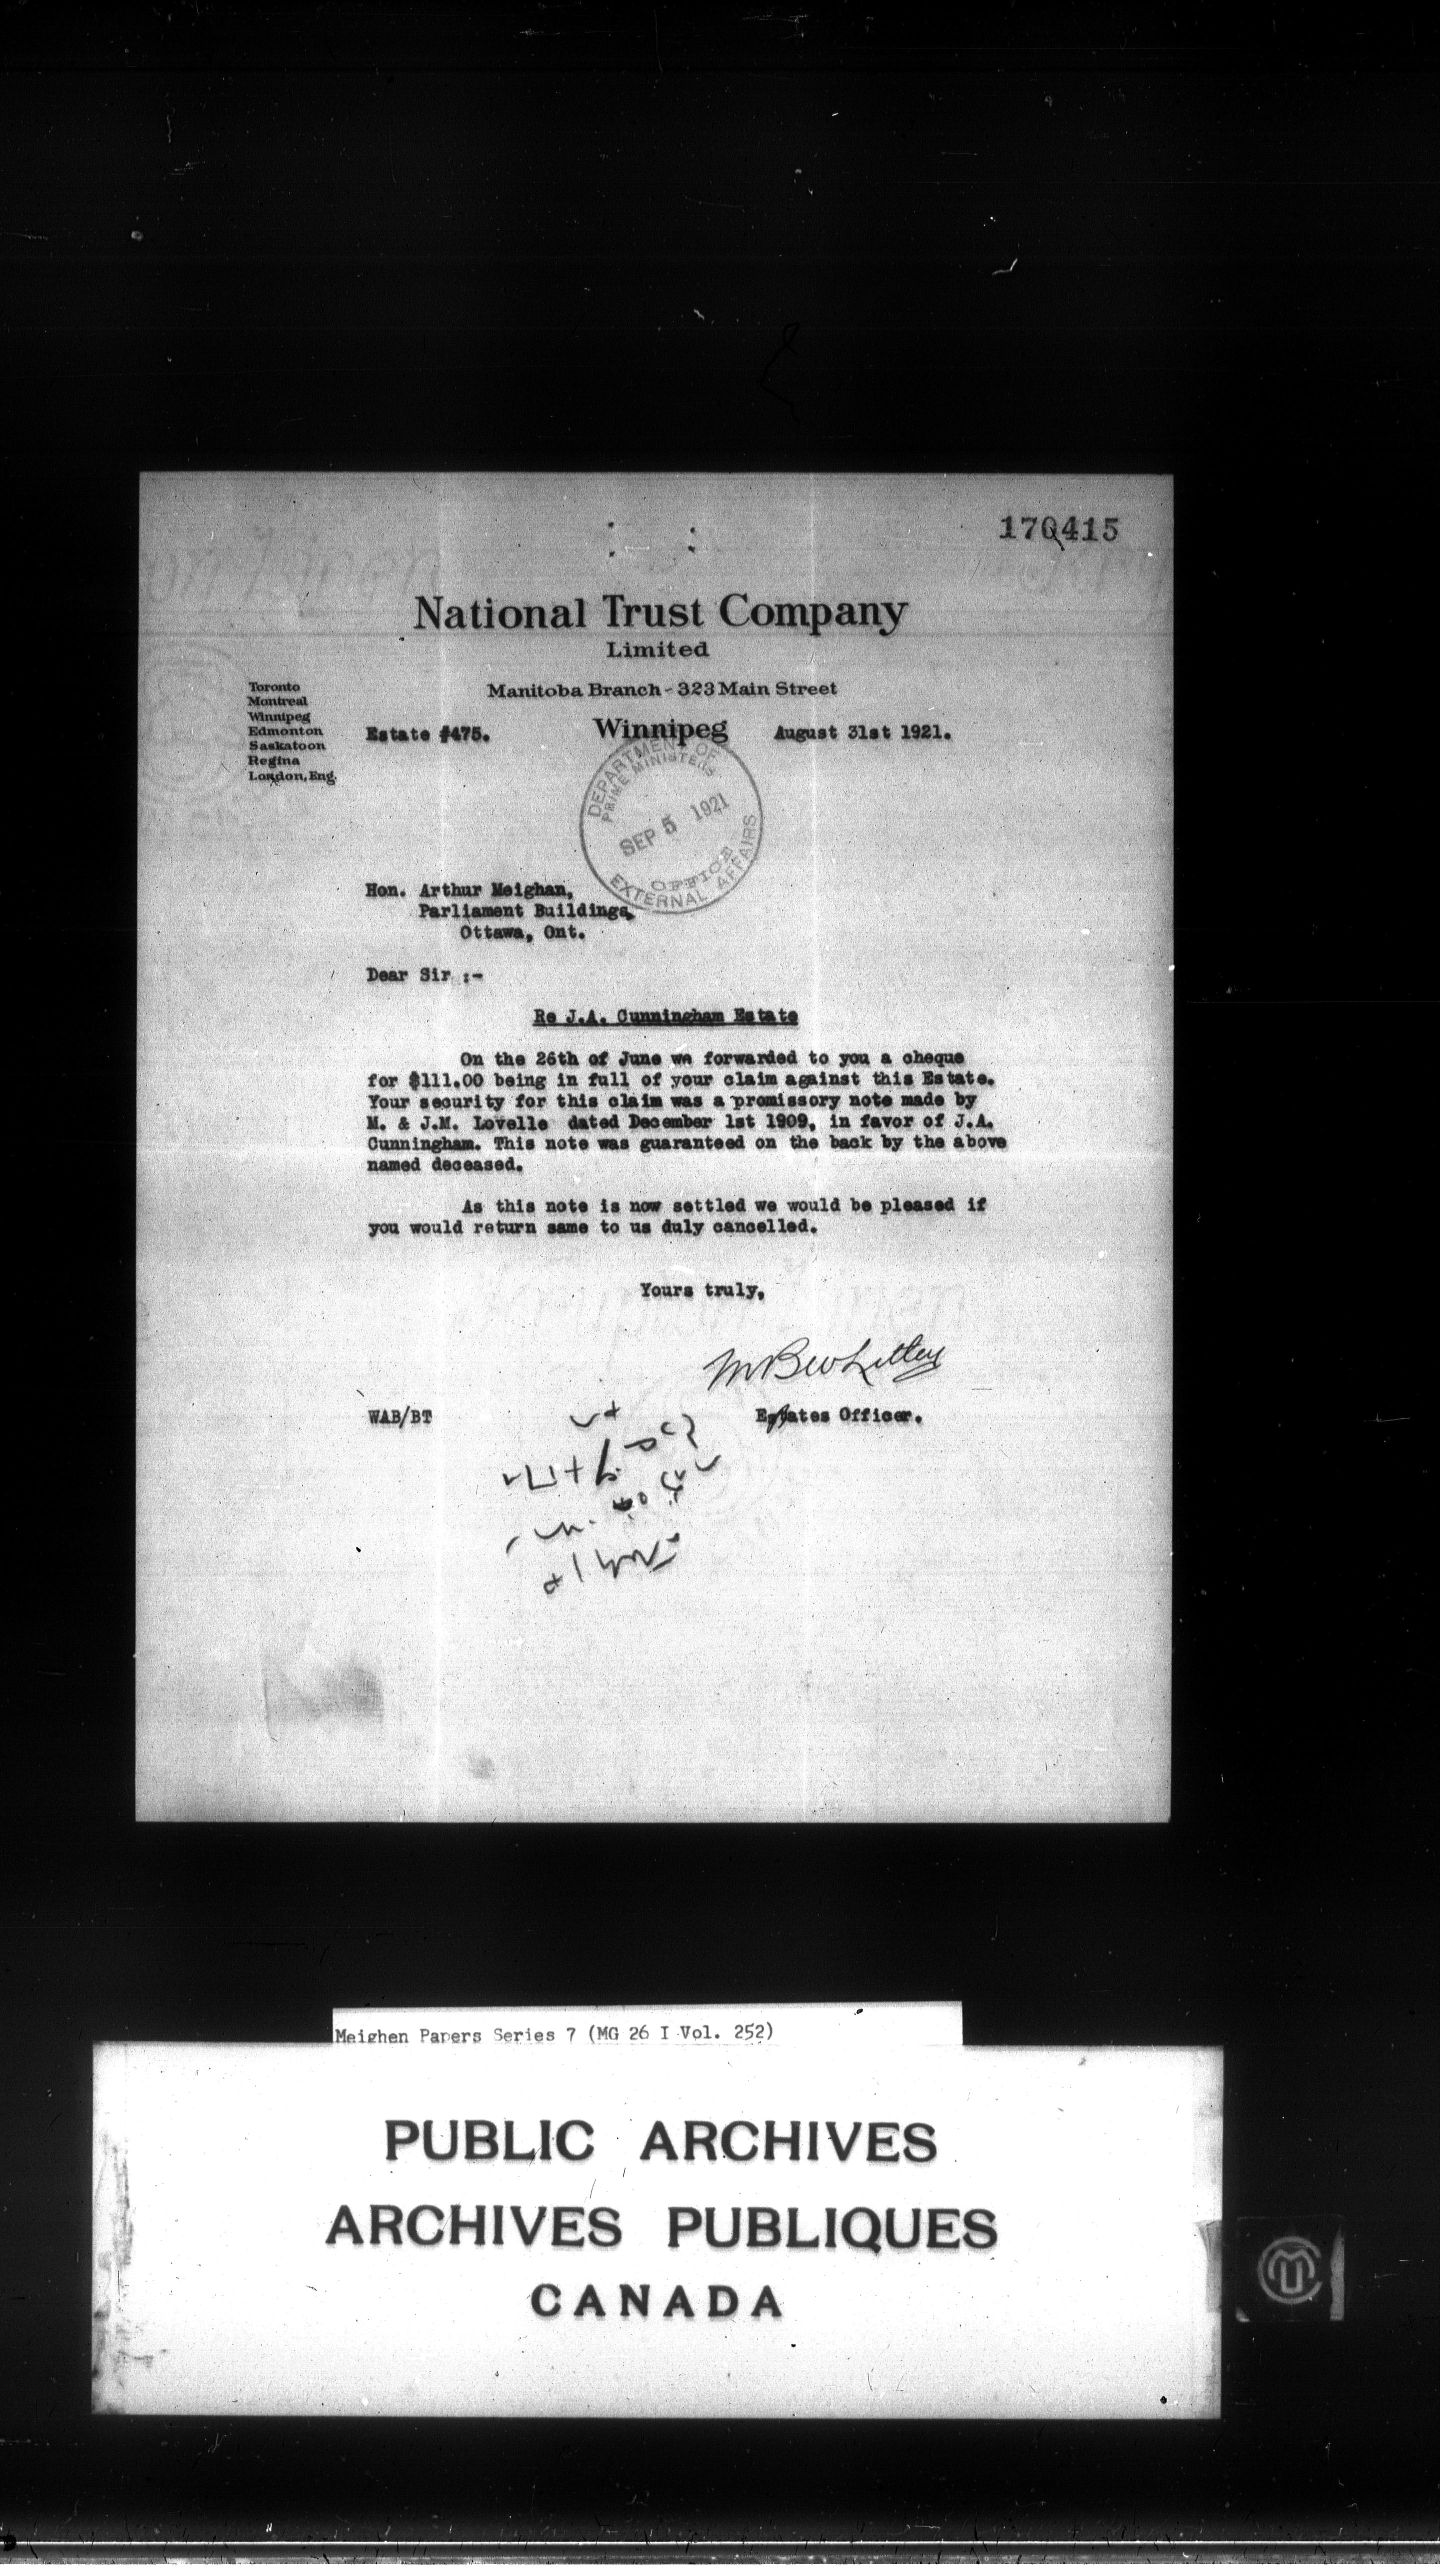 170415
National Trust Company
Limited
Manitoba Branch - 323 Main Street
Toronto
Montreal
Winnipeg
Edmonton
Saskatoon
Regina
London, Eng.
Estate #475.
Winnipeg
August 31st 1921.
DEPARTMENT OF
PRIME MINISTERS
SEP 5 1921
OFFICE
EXTERNAL AFFAIRS
Hon. Arthur Meighan,
Parliament Buildings,
Ottawa, Ont.
Dear Sir :-
Re J.A. Cunningham Estate
On the 26th of June we forwarded to you a cheque
for $111.00 being in full of your claim against this Estate.
Your security for this claim was a promissory note made by
M. & J.M. Lovelle dated December 1st 1909, in favor of J.A.
Cunningham. This note was guaranteed on the back by the above
named deceased.
As this note is now settled we would be pleased if
you would return same to us duly cancelled.
Yours truly,
WAB/BT
Estates Officer.
Meighen Papers Series 7 (MG 26 I Vol. 252)
PUBLIC ARCHIVES
ARCHIVES PUBLIQUES
CANADA